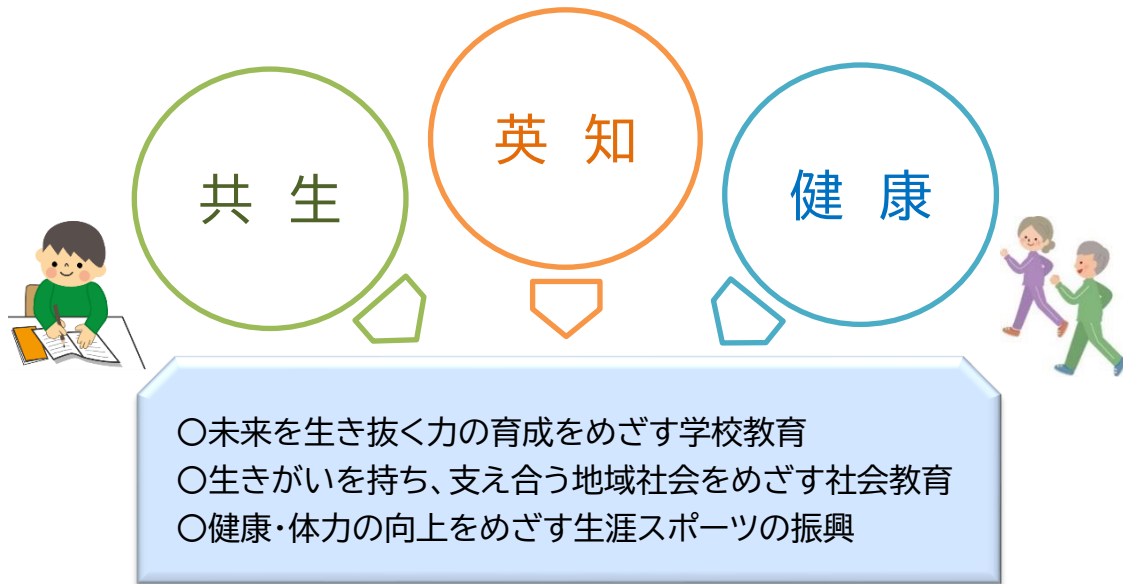 共 生
英 知
健 康
〇未来を生き抜く力の育成をめざす学校教育
〇生きがいを持ち、支え合う地域社会をめざす社会教育
〇健康・体力の向上をめざす生涯スポーツの振興